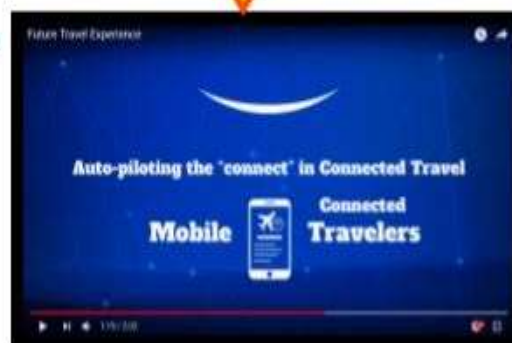 Future Travel Experience
Auto-piloting the "connect" in Connected Travel
Mobile
Connected
Travelers